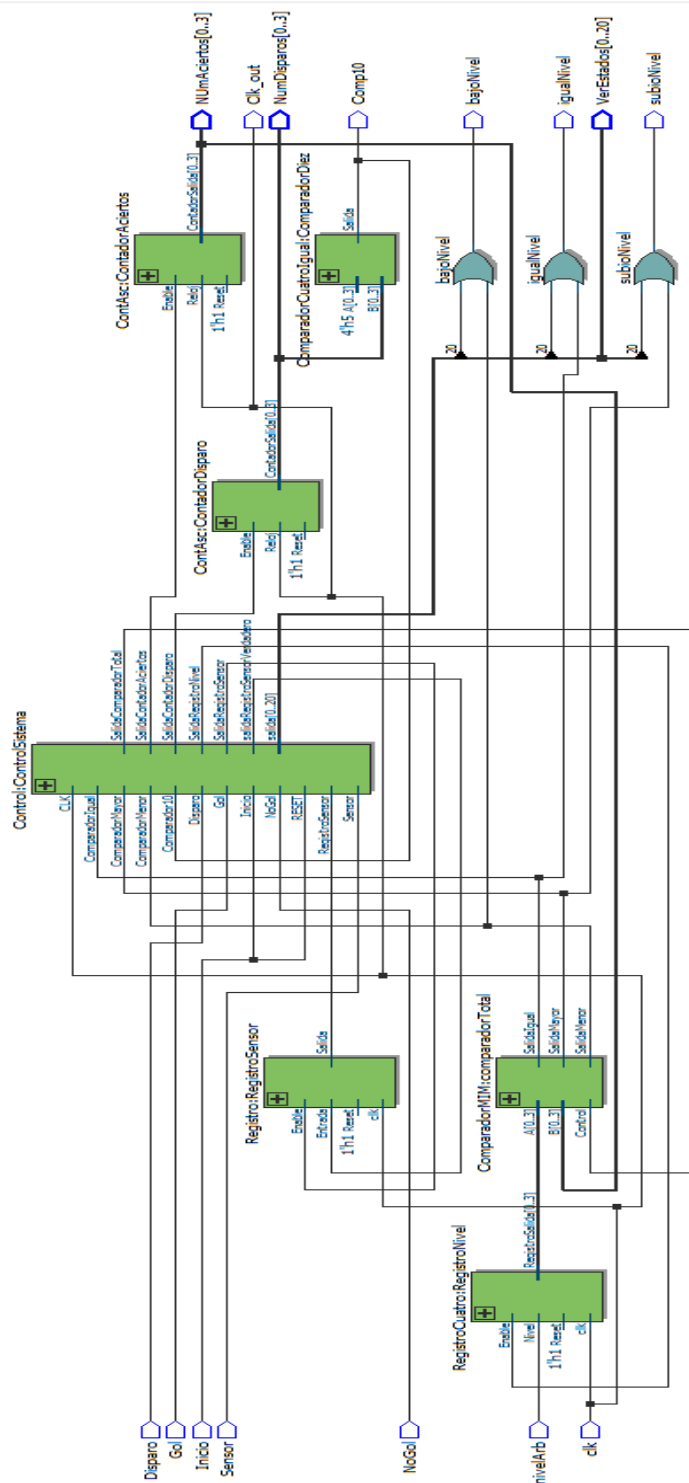 Disparo
Gol
Inicio
Sensor
NoGol
nivelArb
clk
RegistroCuatro:RegistroNivel
Enable
Nivel
1'h1 Reset
clk
RegistroSalida[0..3]
Registro:RegistroSensor
Enable
Entrada
1'h1 Reset
clk
Salida
ComparadorMIM:comparadorTotal
A[0..3]
B[0..3]
Control
SalidaIgual
SalidaMayor
SalidaMenor
Control:ControlSistema
CLK
ComparadorIgual
ComparadorMayor
ComparadorMenor
Comparador10
Disparo
Gol
Inicio
NoGol
RESET
RegistroSensor
Sensor
SalidaComparadorTotal
SalidaContadorAciertos
SalidaContadorDisparo
SalidaRegistroNivel
SalidaRegistroSensor
salidaRegistroSensorVerdadero
salida[0..20]
ContAsc:ContadorDisparo
Enable
Reloj
1'h1 Reset
ContadorSalida[0..3]
ContAsc:ContadorAciertos
Enable
Reloj
1'h1 Reset
ContadorSalida[0..3]
ComparadorCuatroIgual:ComparadorDiez
4'h5 A[0..3]
B[0..3]
Salida
bajoNivel
20
igualNivel
20
subioNivel
20
NUmAciertos[0..3]
Clk_out
NumDisparos[0..3]
Comp10
bajoNivel
igualNivel
VerEstados[0..20]
subioNivel